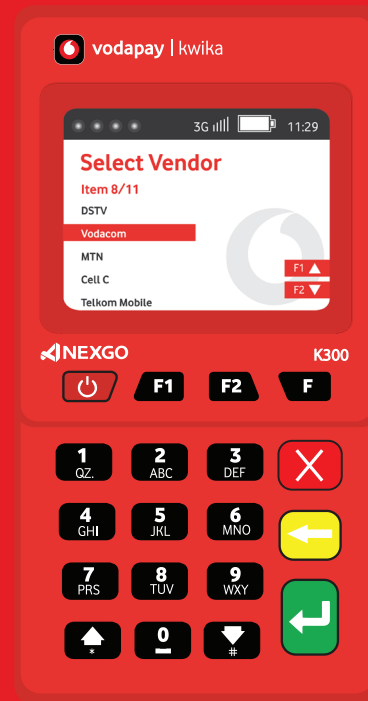 vodapay | kwika
3G 11:29
Select Vendor
Item 8/11
DSTV
Vodacom
MTN
Cell C
Telkom Mobile
F1
F2
NEXGO K300
F1 F2 F
1 2 3
QZ. ABC DEF
4 5 6
GHI JKL MNO
7 8 9
PRS TUV WXY
0
* #